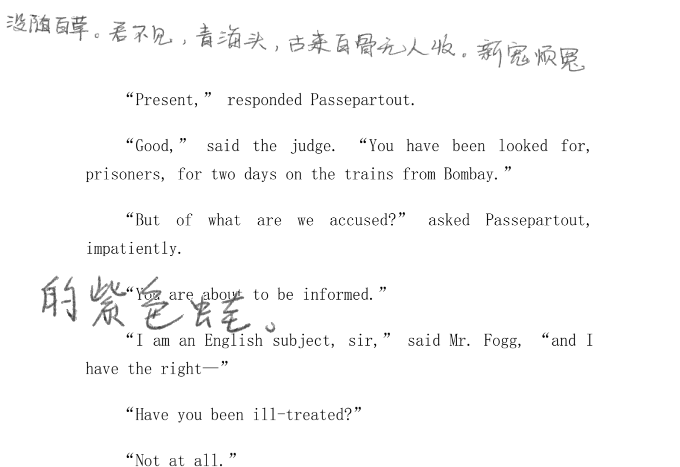 没随百草。君不见，青海头，古来白骨无人收。新鬼烦冤
“Present,” responded Passepartout.
“Good,” said the judge. “You have been looked for,
prisoners, for two days on the trains from Bombay.”
“But of what are we accused?” asked Passepartout,
impatiently.
“You are about to be informed.”
的紫色蛙。
“I am an English subject, sir,” said Mr. Fogg, “and I
have the right—”
“Have you been ill-treated?”
“Not at all.”